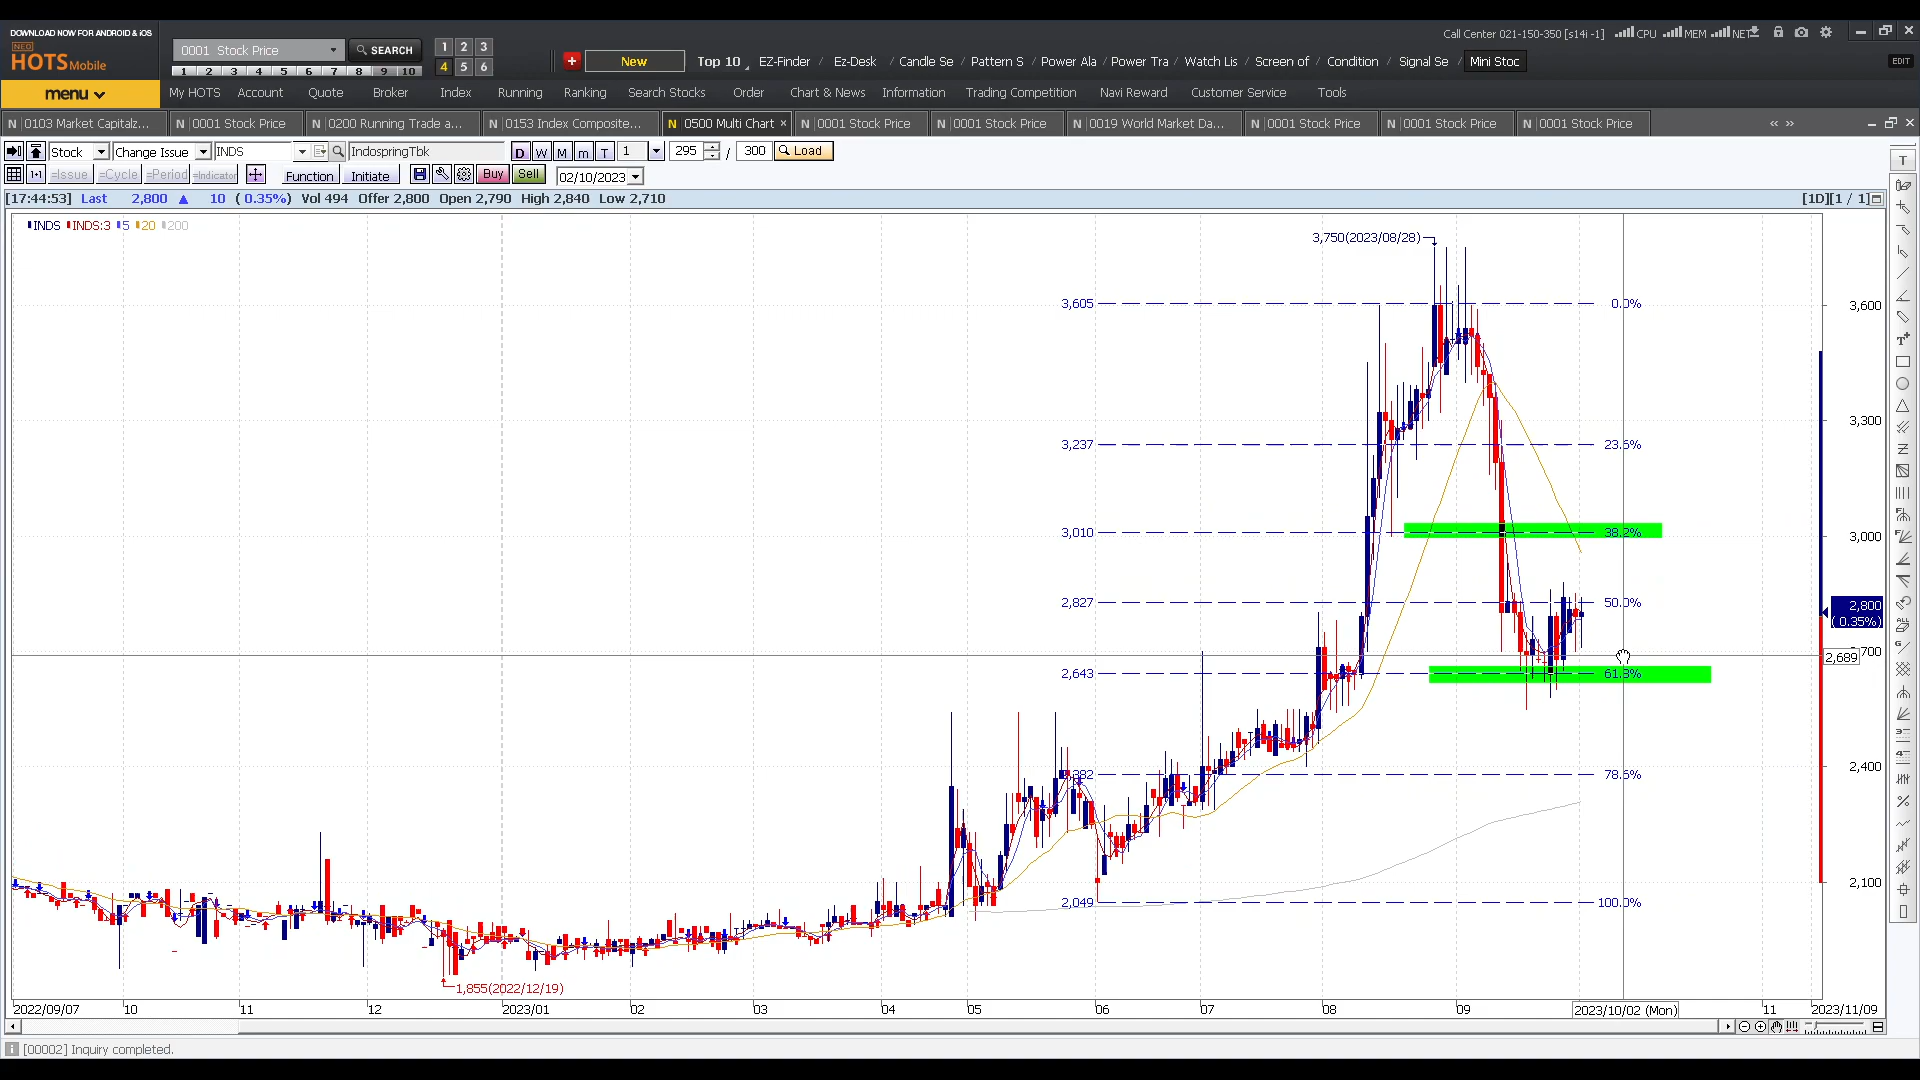 DOWNLOAD NOW FOR ANDROID & iOS
NEO
HOTS Mobile
0001 Stock Price
SEARCH
1 2 3 4 5 6 7 8 9 10
1 2 3
4 5 6
New
Top 10
EZ-Finder / Ez-Desk / Candle Se / Pattern S / Power Ala / Power Tra / Watch Lis / Screen of / Condition / Signal Se / Mini Stoc
Call Center 021-150-350 [s14i -1] CPU MEM NET
EDIT
menu
My HOTS Account Quote Broker Index Running Ranking Search Stocks Order Chart & News Information Trading Competition Navi Reward Customer Service Tools
N 0103 Market Capitalz... N 0001 Stock Price N 0200 Running Trade a... N 0153 Index Composite... N 0500 Multi Chart × N 0001 Stock Price N 0001 Stock Price N 0019 World Market Da... N 0001 Stock Price N 0001 Stock Price N 0001 Stock Price
Stock Change Issue INDS IndospringTbk D W M m T 1 295 / 300 Load
=Issue =Cycle =Period =Indicator Function Initiate Buy Sell 02/10/2023
[17:44:53] Last 2,800 ▲ 10 ( 0.35%) Vol 494 Offer 2,800 Open 2,790 High 2,840 Low 2,710
[1D][1 / 1]
INDS INDS:3 5 20 200
3,750(2023/08/28)
3,605 0.0%
3,600
3,300
3,237 23.6%
3,010 38.2%
3,000
2,827 50.0%
2,800
( 0.35%)
2,700
2,689
2,643 61.8%
2,382 78.6%
2,400
2,100
2,049 100.0%
1,855(2022/12/19)
2022/09/07 10 11 12 2023/01 02 03 04 05 06 07 08 09 2023/10/02 (Mon) 11 2023/11/09
[00002] Inquiry completed.